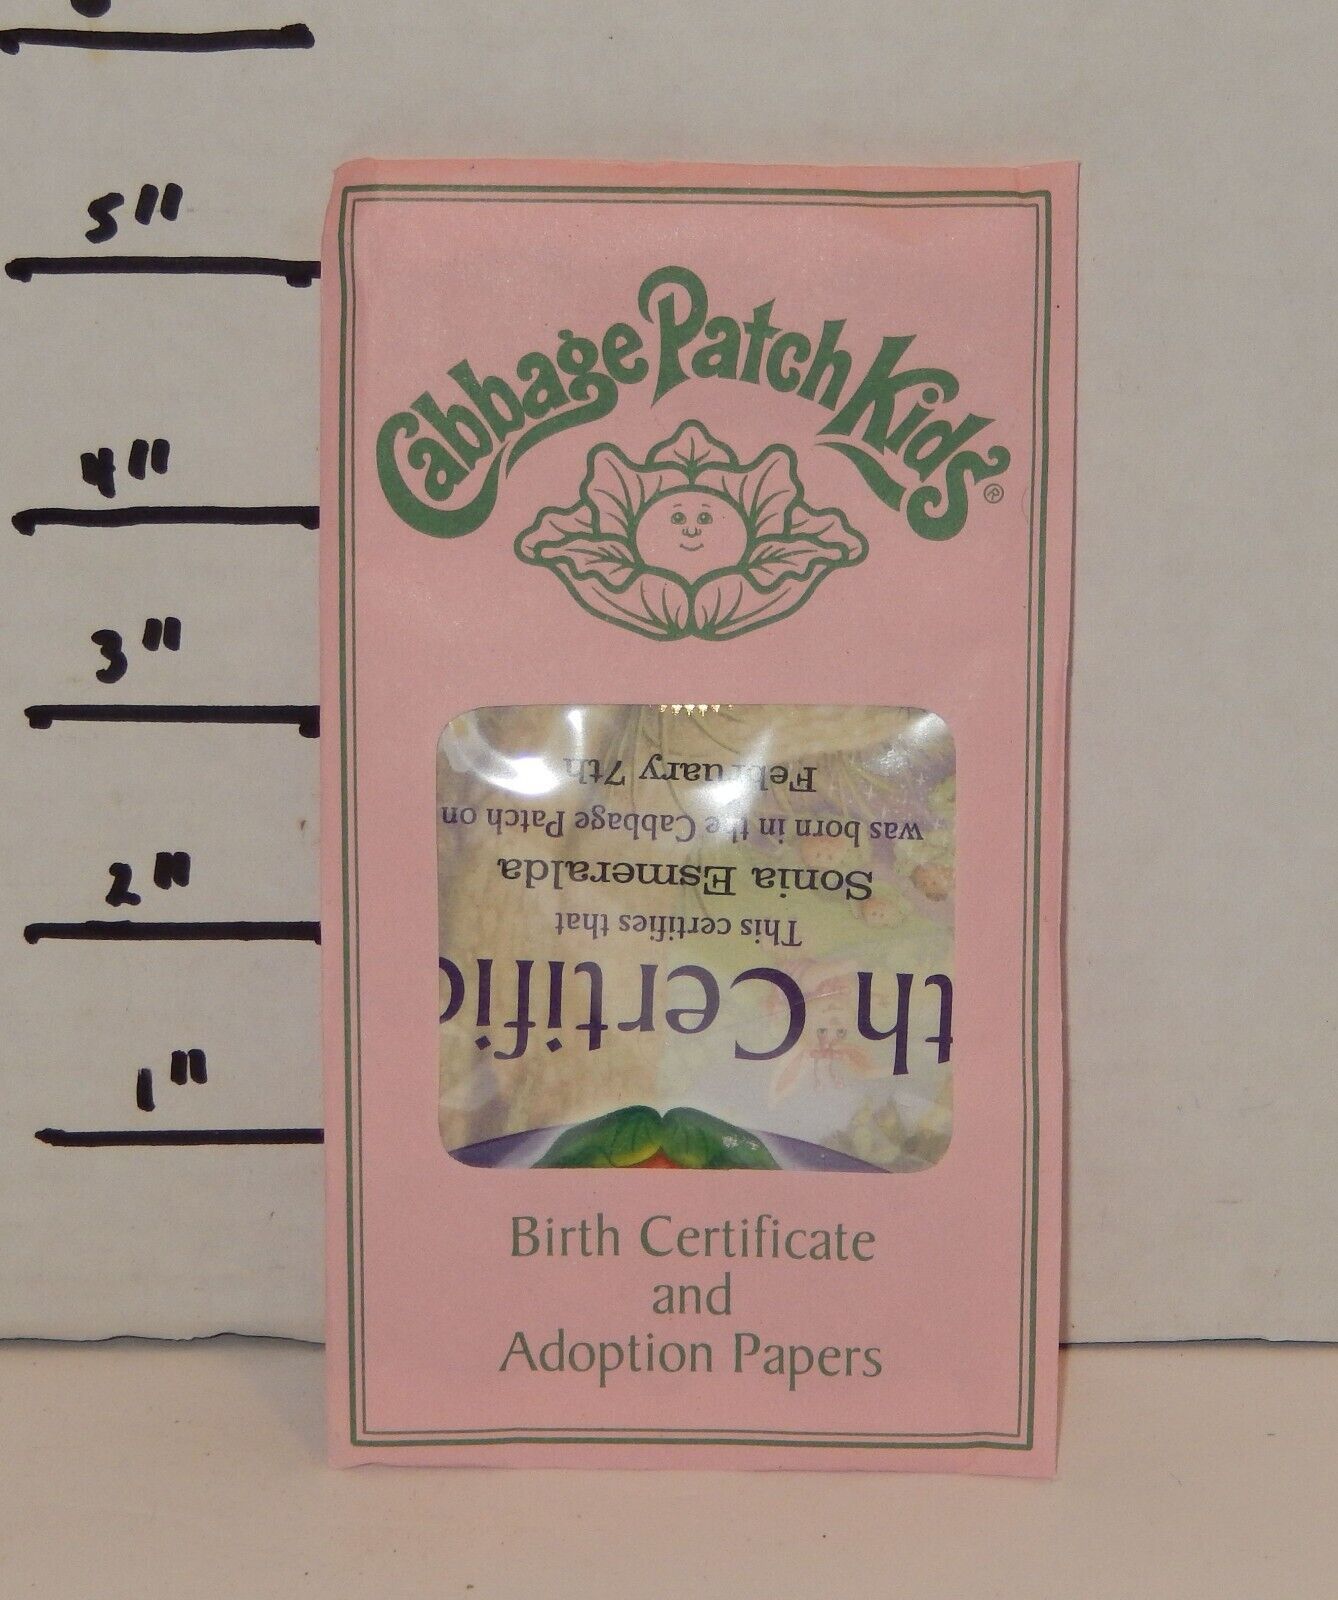 5"
4"
3"
2"
1"
Cabbage Patch Kids®
February 7th
was born in the Cabbage Patch on
Sonia Esmeralda
This certifies that
th Certific
Birth Certificate
and
Adoption Papers